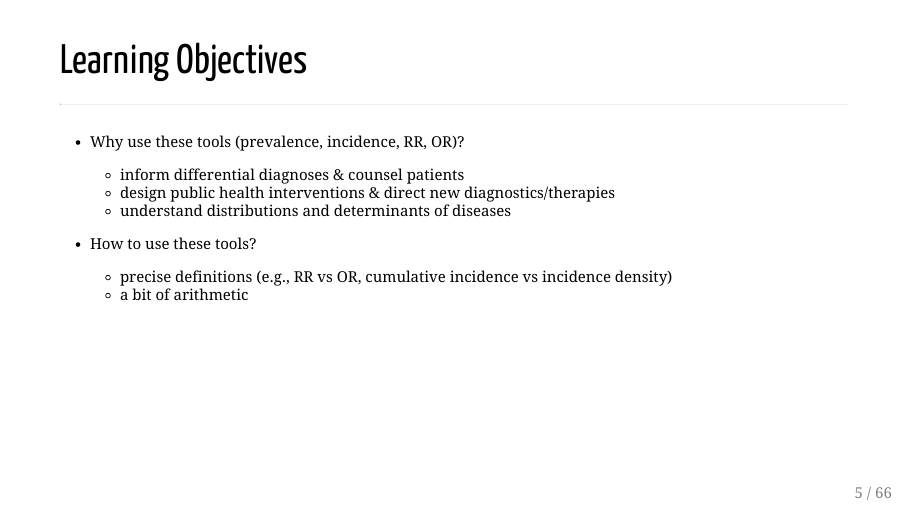 Learning Objectives
• Why use these tools (prevalence, incidence, RR, OR)?
◦ inform differential diagnoses & counsel patients
◦ design public health interventions & direct new diagnostics/therapies
◦ understand distributions and determinants of diseases
• How to use these tools?
◦ precise definitions (e.g., RR vs OR, cumulative incidence vs incidence density)
◦ a bit of arithmetic
5 / 66